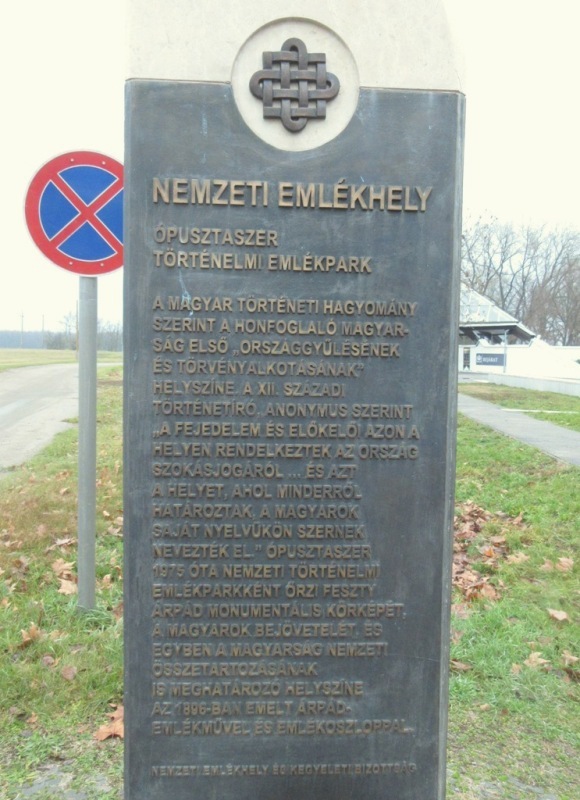 NEMZETI EMLÉKHELY
ÓPUSZTASZER
TÖRTÉNELMI EMLÉKPARK
A MAGYAR TÖRTÉNETI HAGYOMÁNY
SZERINT A HONFOGLALÓ MAGYAR-
SÁG ELSŐ „ORSZÁGGYŰLÉSÉNEK
ÉS TÖRVÉNYALKOTÁSÁNAK"
HELYSZÍNE. A XII. SZÁZADI
TÖRTÉNETÍRÓ, ANONYMUS SZERINT
„A FEJEDELEM ÉS ELŐKELŐI AZON A
HELYEN RENDELKEZTEK AZ ORSZÁG
SZOKÁSJOGÁRÓL ... ÉS AZT
A HELYET, AHOL MINDERRŐL
HATÁROZTAK, A MAGYAROK
SAJÁT NYELVÜKÖN SZERNEK
NEVEZTÉK EL." ÓPUSZTASZER
1975 ÓTA NEMZETI TÖRTÉNELMI
EMLÉKPARKKÉNT ŐRZI FESZTY
ÁRPÁD MONUMENTÁLIS KÖRKÉPÉT,
A MAGYAROK BEJÖVETELÉT, ÉS
EGYBEN A MAGYARSÁG NEMZETI
ÖSSZETARTOZÁSÁNAK
IS MEGHATÁROZÓ HELYSZÍNE
AZ 1896-BAN EMELT ÁRPÁD-
EMLÉKMŰVEL ÉS EMLÉKOSZLOPPAL.
NEMZETI EMLÉKHELY ÉS KEGYELETI BIZOTTSÁG